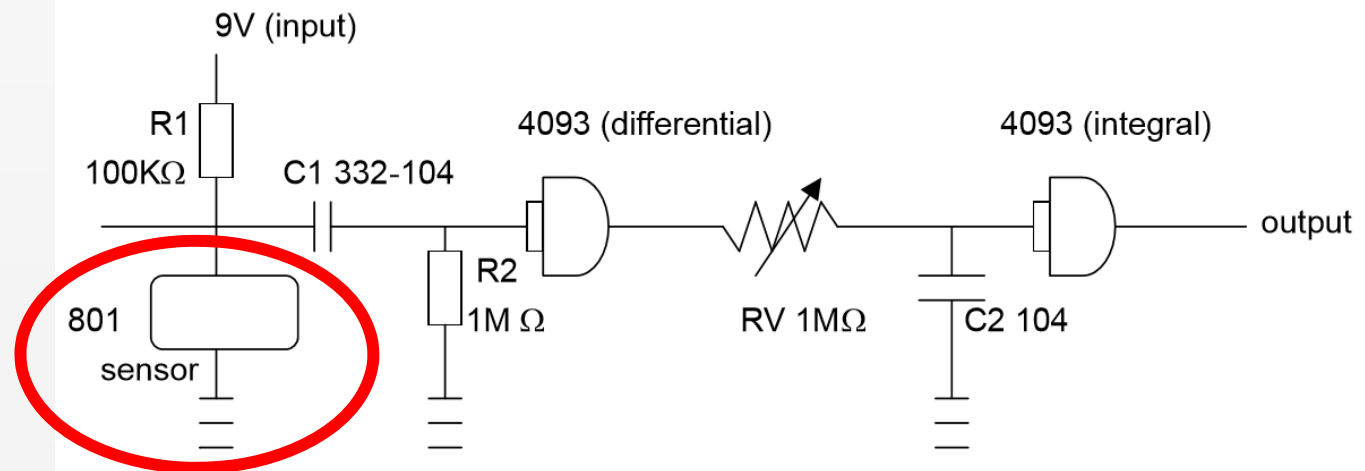 9V (input)
R1
100KΩ
C1 332-104
4093 (differential)
4093 (integral)
output
801
sensor
R2
1M Ω
RV 1MΩ
C2 104